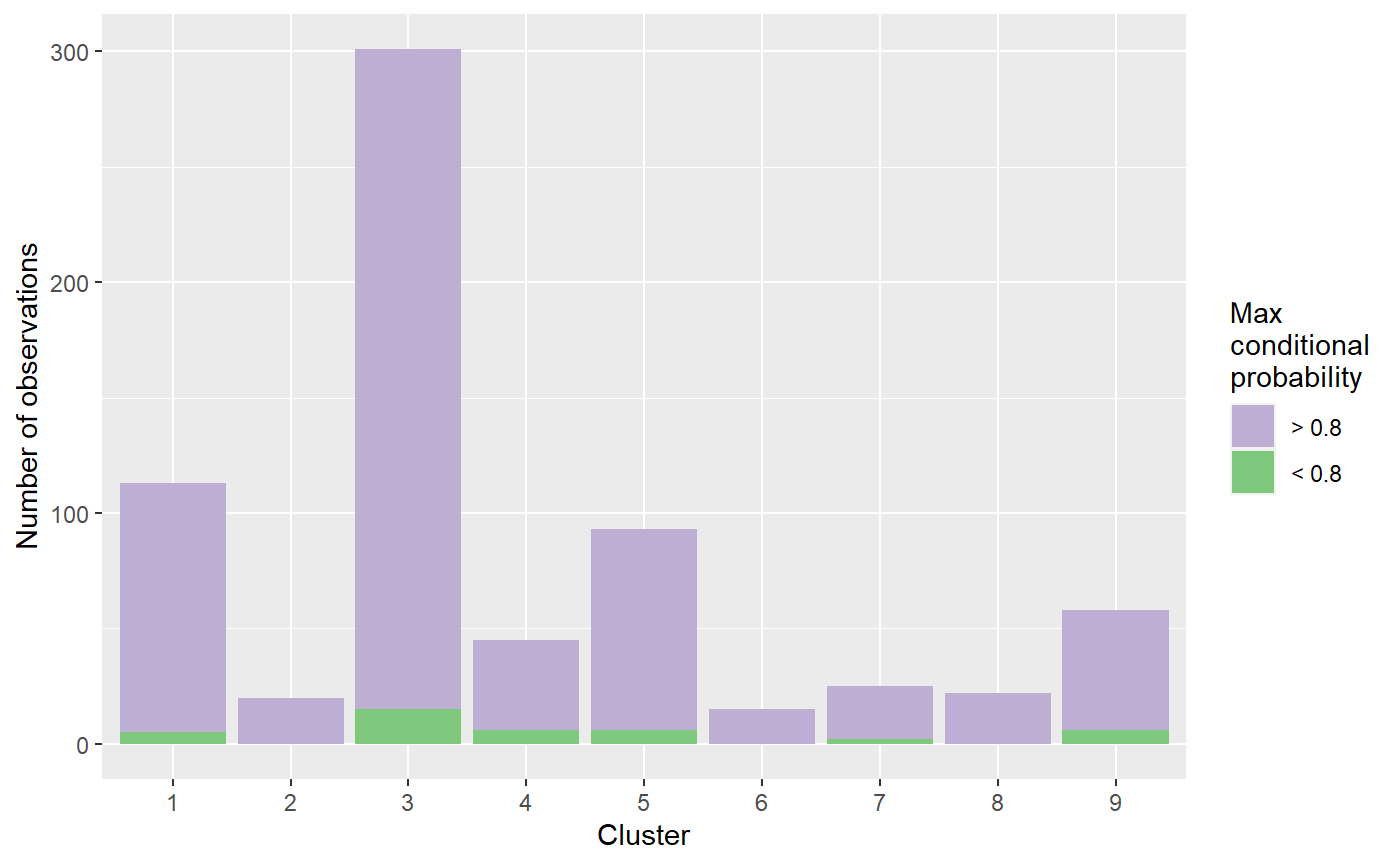 Number of observations
300
200
100
0
1 2 3 4 5 6 7 8 9
Cluster
Max
conditional
probability
> 0.8
< 0.8